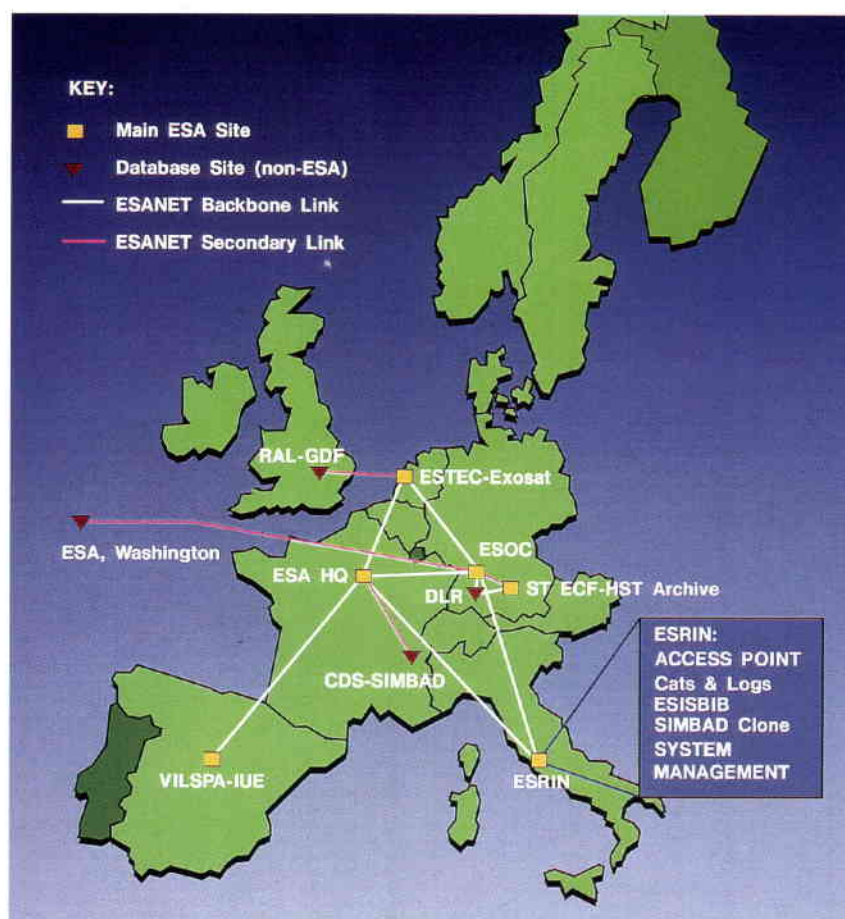 KEY:
Main ESA Site
Database Site (non-ESA)
ESANET Backbone Link
ESANET Secondary Link
RAL-GDF
ESTEC-Exosat
ESA, Washington
ESOC
ESA HQ
DLR
ST ECF-HST Archive
CDS-SIMBAD
VILSPA-IUE
ESRIN
ESRIN:
ACCESS POINT
Cats & Logs
ESISBIB
SIMBAD Clone
SYSTEM
MANAGEMENT